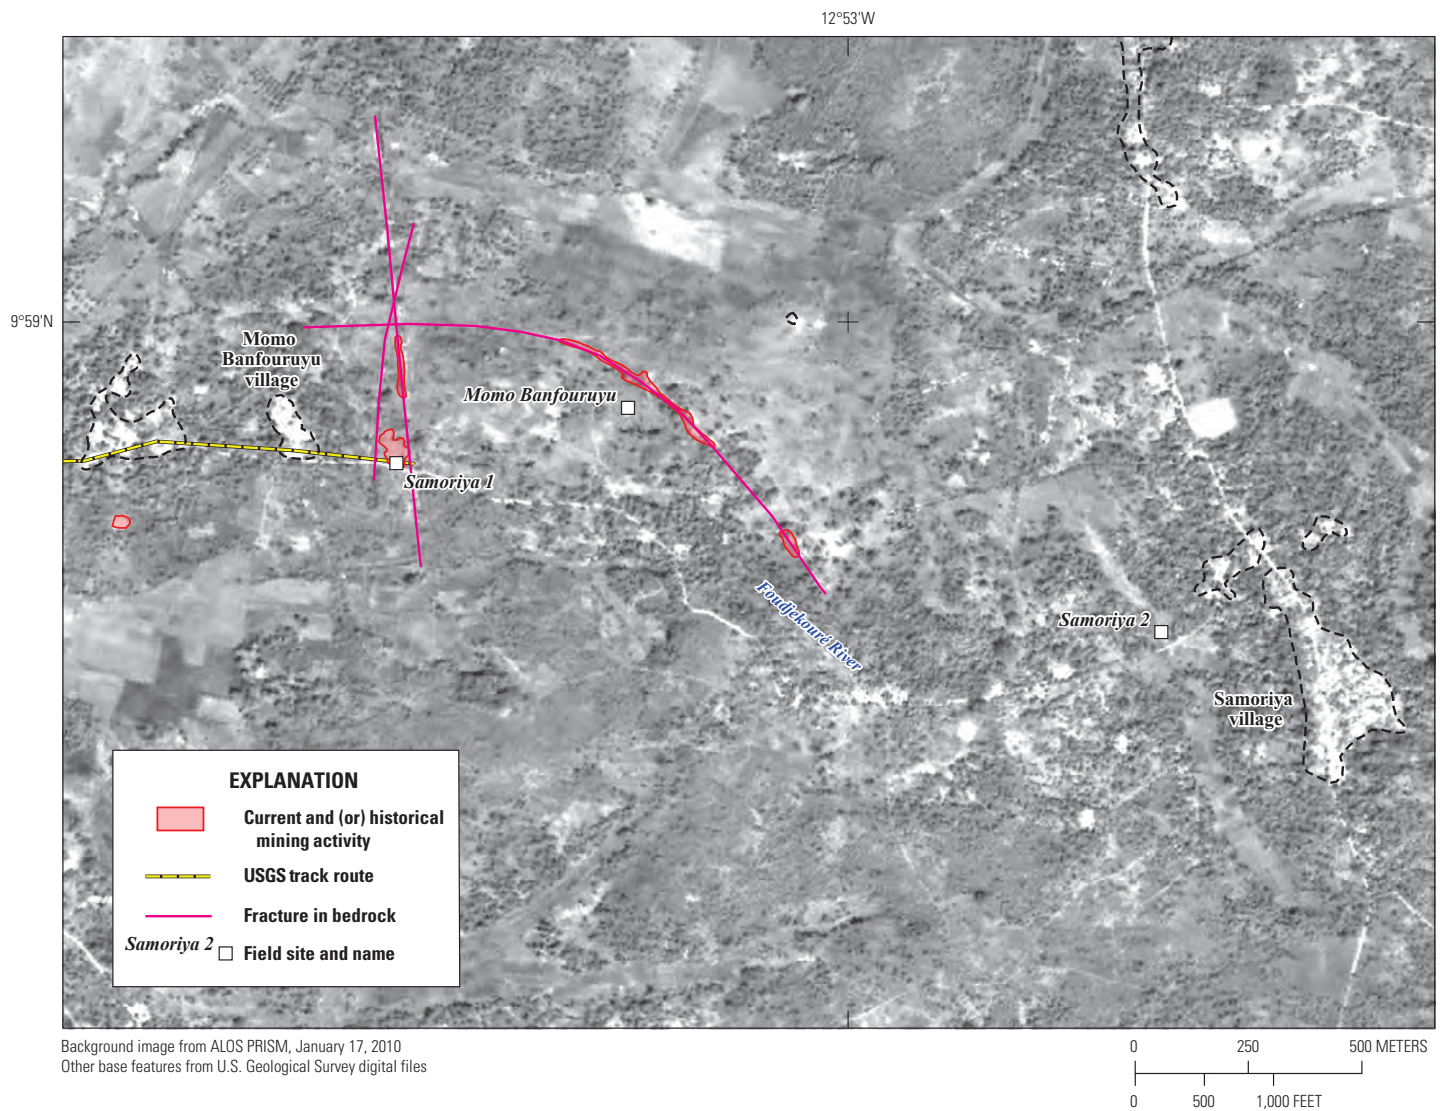 12°53'W
9°59'N
Momo
Banfouruyu
village
Momo Banfouruyu
Samoriya 1
Foudjekouré River
Samoriya 2
Samoriya
village
EXPLANATION
Current and (or) historical
mining activity
USGS track route
Fracture in bedrock
Samoriya 2
Field site and name
Background image from ALOS PRISM, January 17, 2010
Other base features from U.S. Geological Survey digital files
0 250 500 METERS
0 500 1,000 FEET